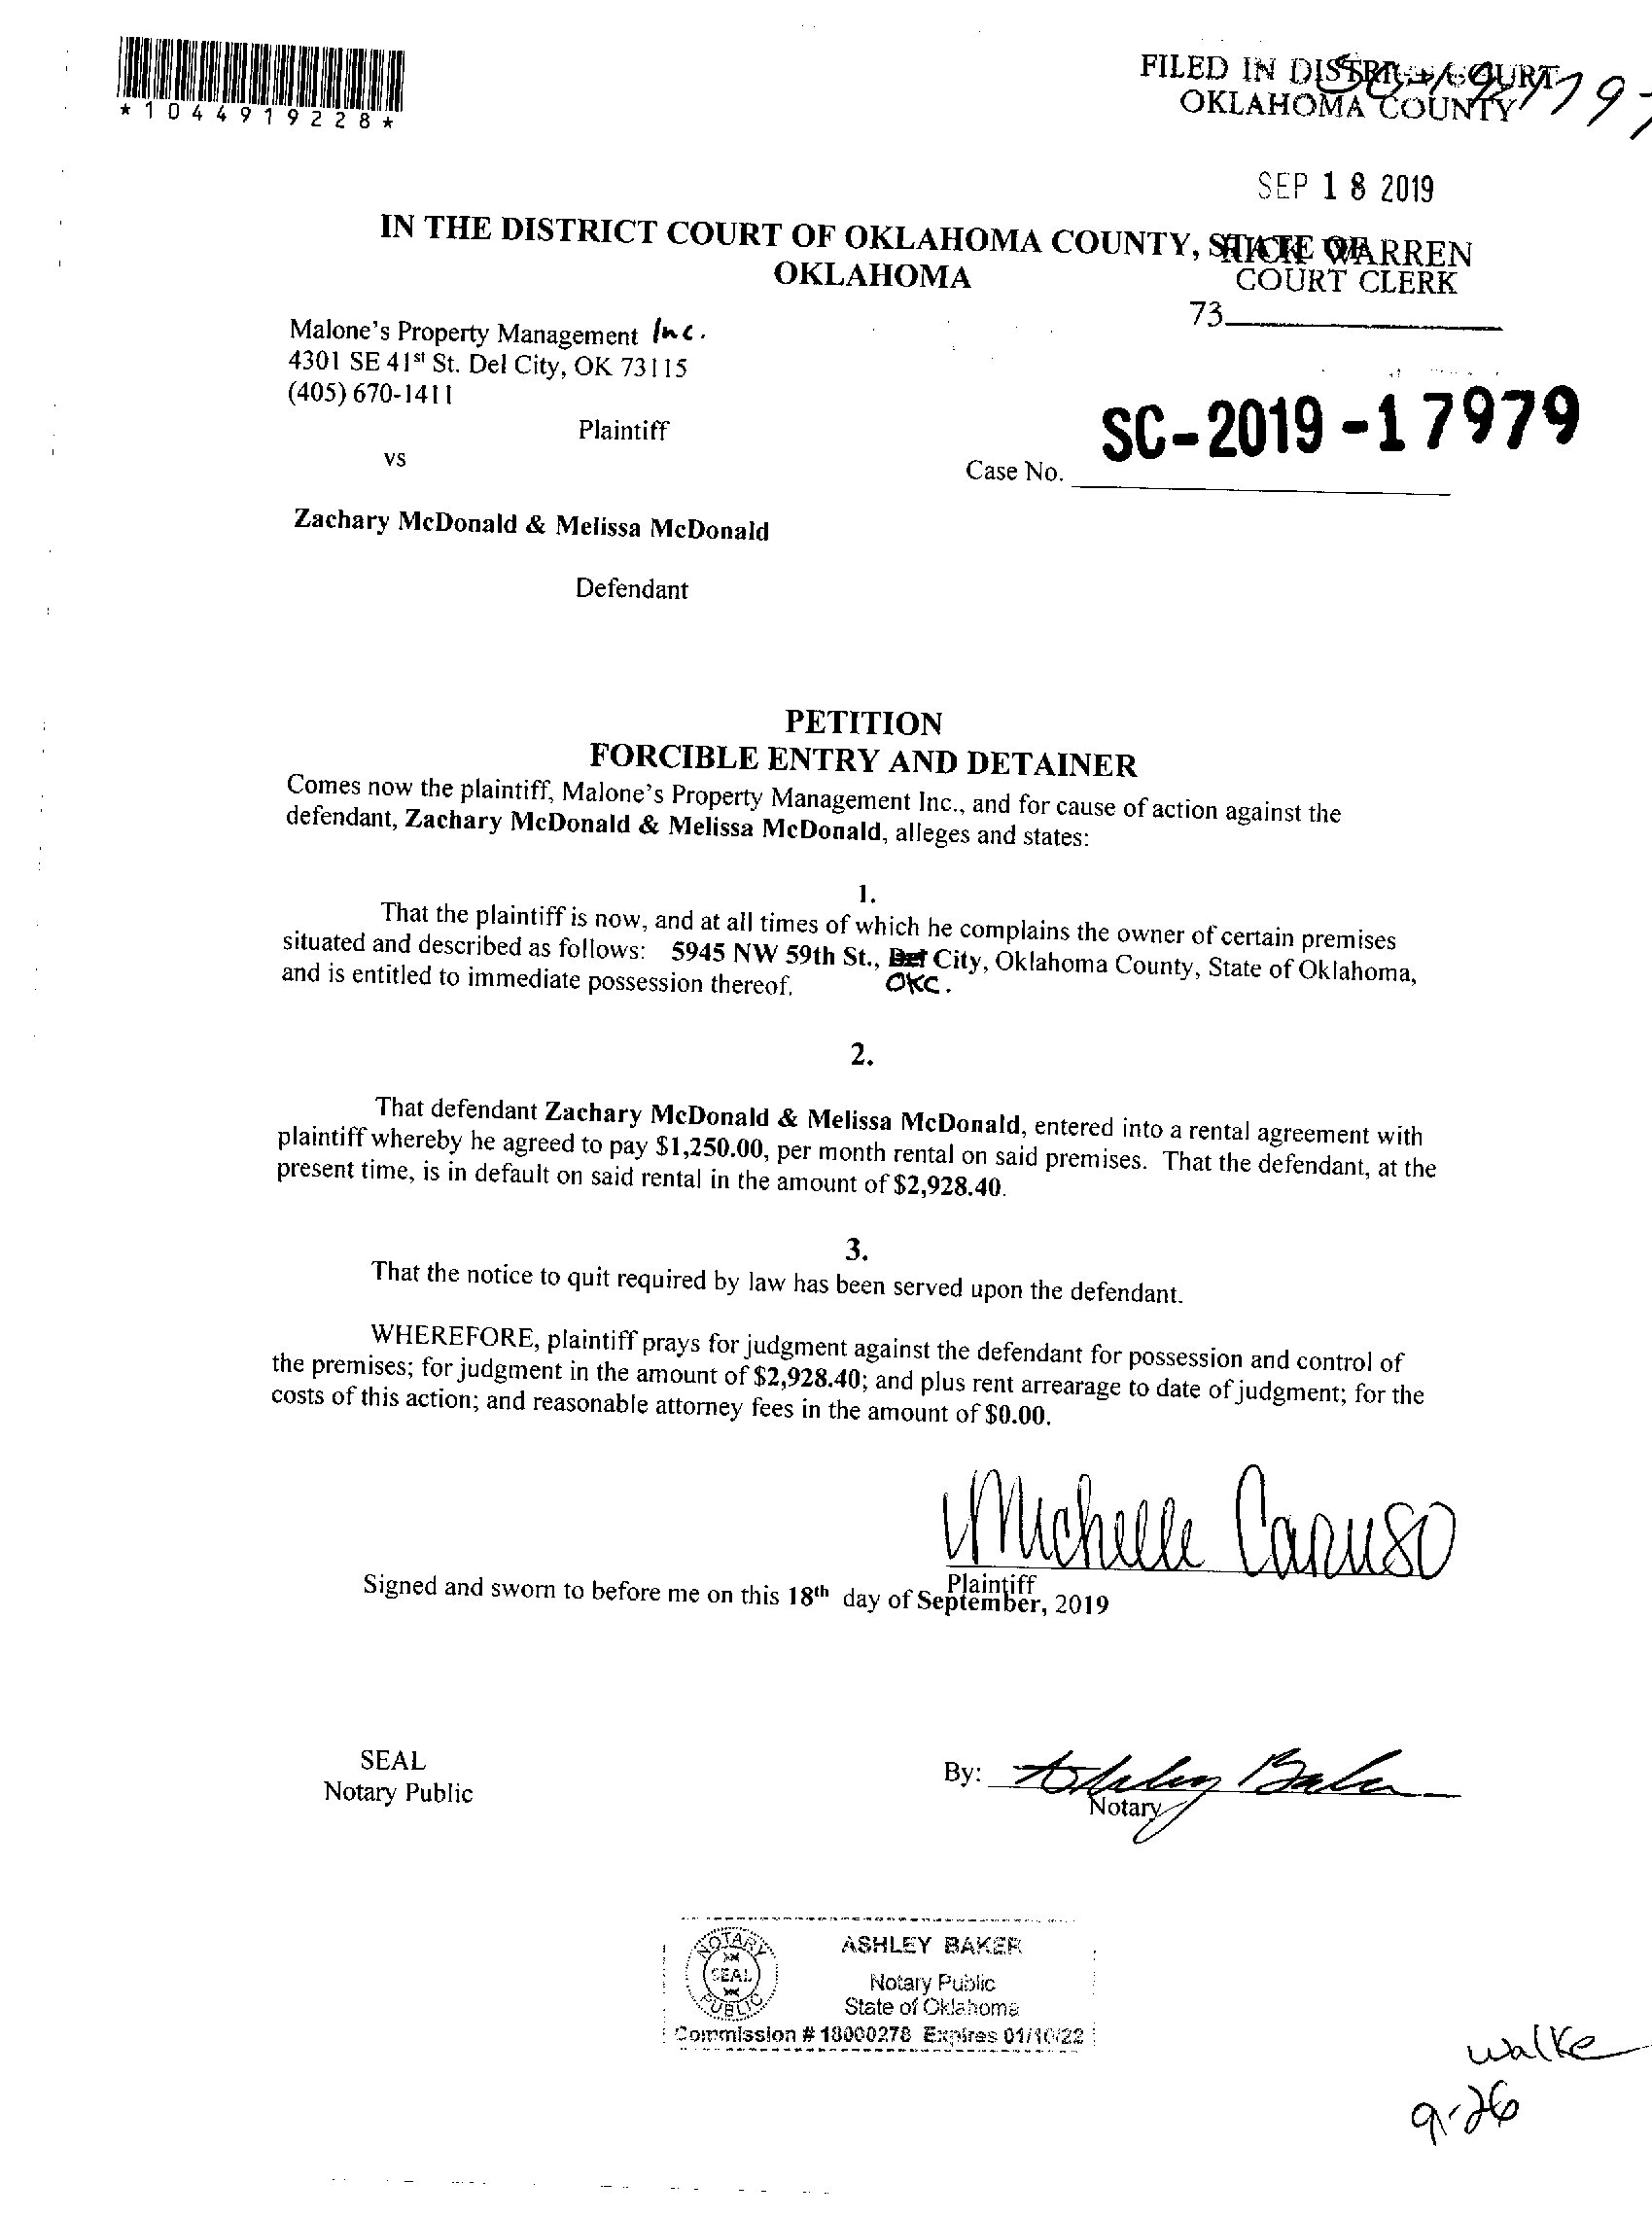 *1044919228*
FILED IN DISTRICT COURT
OKLAHOMA COUNTY
SEP 18 2019
IN THE DISTRICT COURT OF OKLAHOMA COUNTY, STATE OF
OKLAHOMA
RICK WARREN
COURT CLERK
73
Malone's Property Management Inc.
4301 SE 41st St. Del City, OK 73115
(405) 670-1411
Plaintiff
vs
SC-2019-17979
Case No.
Zachary McDonald & Melissa McDonald
Defendant
PETITION
FORCIBLE ENTRY AND DETAINER
Comes now the plaintiff, Malone's Property Management Inc., and for cause of action against the
defendant, Zachary McDonald & Melissa McDonald, alleges and states:
1.
That the plaintiff is now, and at all times of which he complains the owner of certain premises
situated and described as follows: 5945 NW 59th St., Del City, Oklahoma County, State of Oklahoma,
and is entitled to immediate possession thereof. OKC.
2.
That defendant Zachary McDonald & Melissa McDonald, entered into a rental agreement with
plaintiff whereby he agreed to pay $1,250.00, per month rental on said premises. That the defendant, at the
present time, is in default on said rental in the amount of $2,928.40.
3.
That the notice to quit required by law has been served upon the defendant.
WHEREFORE, plaintiff prays for judgment against the defendant for possession and control of
the premises; for judgment in the amount of $2,928.40; and plus rent arrearage to date of judgment; for the
costs of this action; and reasonable attorney fees in the amount of $0.00.
Michelle Caruso
Plaintiff
Signed and sworn to before me on this 18th day of September, 2019
SEAL
Notary Public
By: Ashley Baker
Notary
NOTARY
SEAL
PUBLIC
ASHLEY BAKER
Notary Public
State of Oklahoma
Commission # 18000278 Expires 01/10/22
walke
9-26